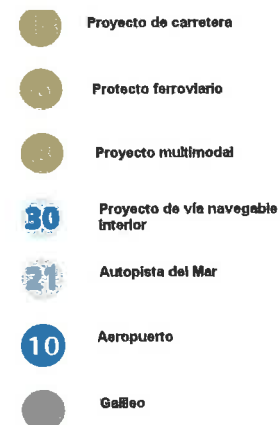 Proyecto de carretera
Protecto ferroviario
Proyecto multimodal
30 Proyecto de vía navegable
interior
21 Autopista del Mar
10 Aeropuerto
Galileo